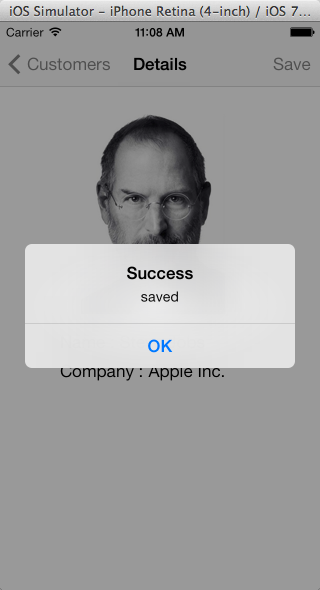 iOS Simulator – iPhone Retina (4-inch) / iOS 7...
Carrier 11:08 AM
Customers Details Save
Success
saved
OK
Company : Apple Inc.